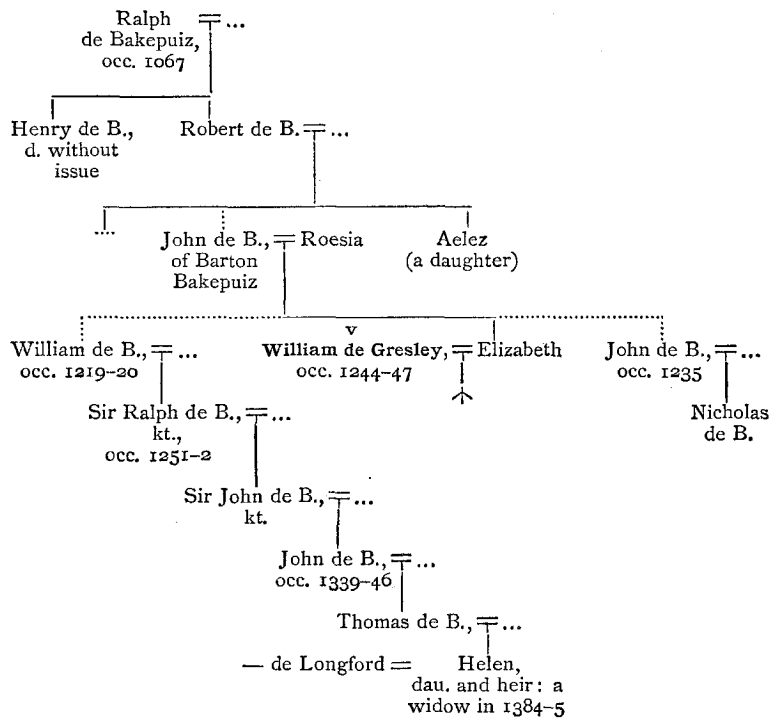 Ralph = ...
de Bakepuiz,
occ. 1067
Henry de B.,
d. without
issue
Robert de B. = ...
....
John de B., = Roesia
of Barton
Bakepuiz
Aelez
(a daughter)
William de B., = ...
occ. 1219-20
v
William de Gresley, = Elizabeth
occ. 1244-47
John de B., = ...
occ. 1235
Sir Ralph de B., = ...
kt.,
occ. 1251-2
Nicholas
de B.
Sir John de B., = ...
kt.
John de B., = ...
occ. 1339-46
Thomas de B., = ...
— de Longford = Helen,
dau. and heir : a
widow in 1384-5